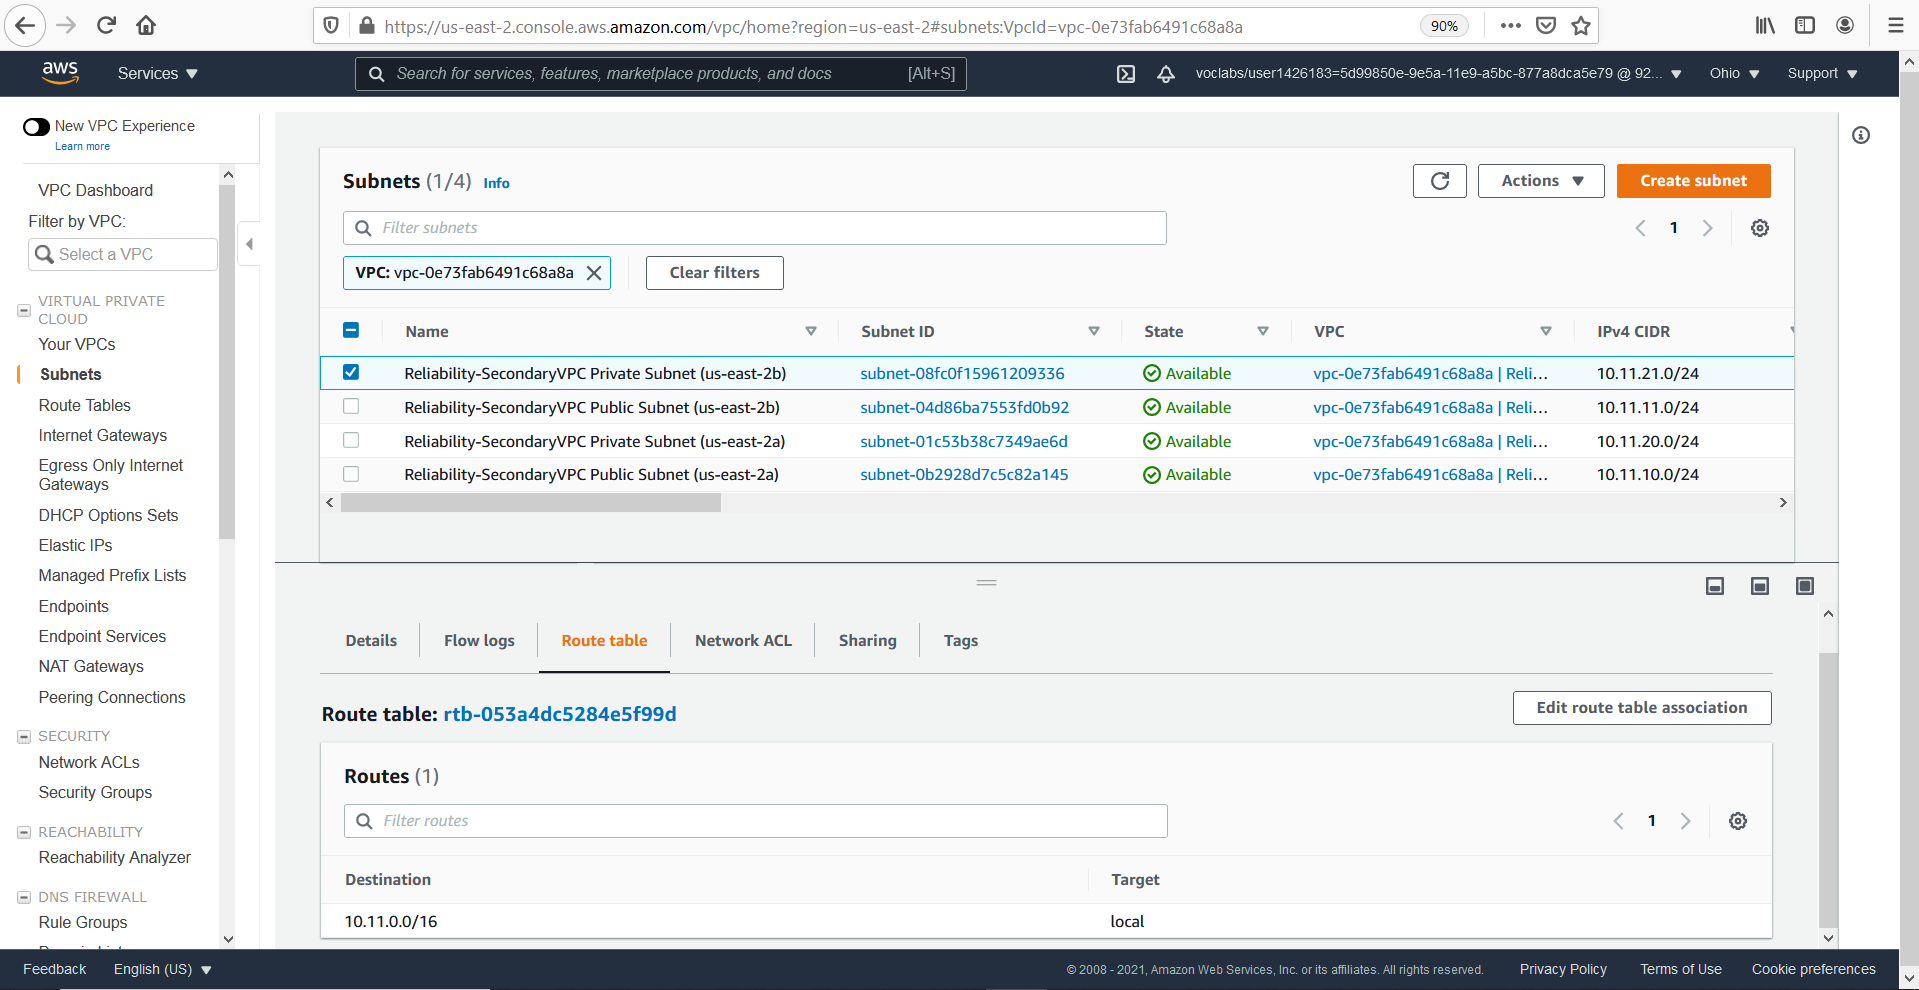 https://us-east-2.console.aws.amazon.com/vpc/home?region=us-east-2#subnets:VpcId=vpc-0e73fab6491c68a8a
90%
aws
Services
Search for services, features, marketplace products, and docs
[Alt+S]
voclabs/user1426183=5d99850e-9e5a-11e9-a5bc-877a8dca5e79 @ 92...
Ohio
Support
New VPC Experience
Learn more
VPC Dashboard
Filter by VPC:
Select a VPC
VIRTUAL PRIVATE
CLOUD
Your VPCs
Subnets
Route Tables
Internet Gateways
Egress Only Internet
Gateways
DHCP Options Sets
Elastic IPs
Managed Prefix Lists
Endpoints
Endpoint Services
NAT Gateways
Peering Connections
SECURITY
Network ACLs
Security Groups
REACHABILITY
Reachability Analyzer
DNS FIREWALL
Rule Groups
Subnets (1/4) Info
Actions
Create subnet
Filter subnets
1
VPC: vpc-0e73fab6491c68a8a
Clear filters
Name Subnet ID State VPC IPv4 CIDR
Reliability-SecondaryVPC Private Subnet (us-east-2b) subnet-08fc0f15961209336 Available vpc-0e73fab6491c68a8a | Reli... 10.11.21.0/24
Reliability-SecondaryVPC Public Subnet (us-east-2b) subnet-04d86ba7553fd0b92 Available vpc-0e73fab6491c68a8a | Reli... 10.11.11.0/24
Reliability-SecondaryVPC Private Subnet (us-east-2a) subnet-01c53b38c7349ae6d Available vpc-0e73fab6491c68a8a | Reli... 10.11.20.0/24
Reliability-SecondaryVPC Public Subnet (us-east-2a) subnet-0b2928d7c5c82a145 Available vpc-0e73fab6491c68a8a | Reli... 10.11.10.0/24
Details Flow logs Route table Network ACL Sharing Tags
Route table: rtb-053a4dc5284e5f99d
Edit route table association
Routes (1)
Filter routes
1
Destination Target
10.11.0.0/16 local
Feedback English (US)
© 2008 - 2021, Amazon Web Services, Inc. or its affiliates. All rights reserved. Privacy Policy Terms of Use Cookie preferences